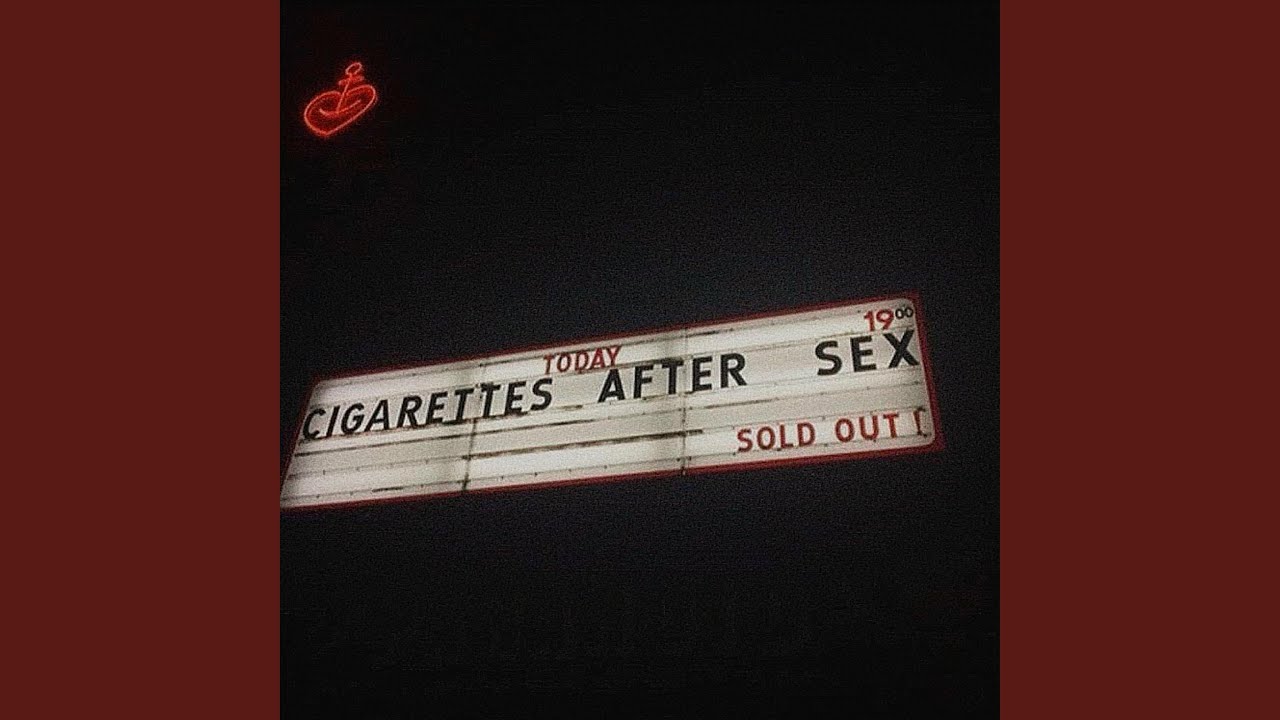 TODAY 19⁰⁰
CIGARETTES AFTER SEX
SOLD OUT!